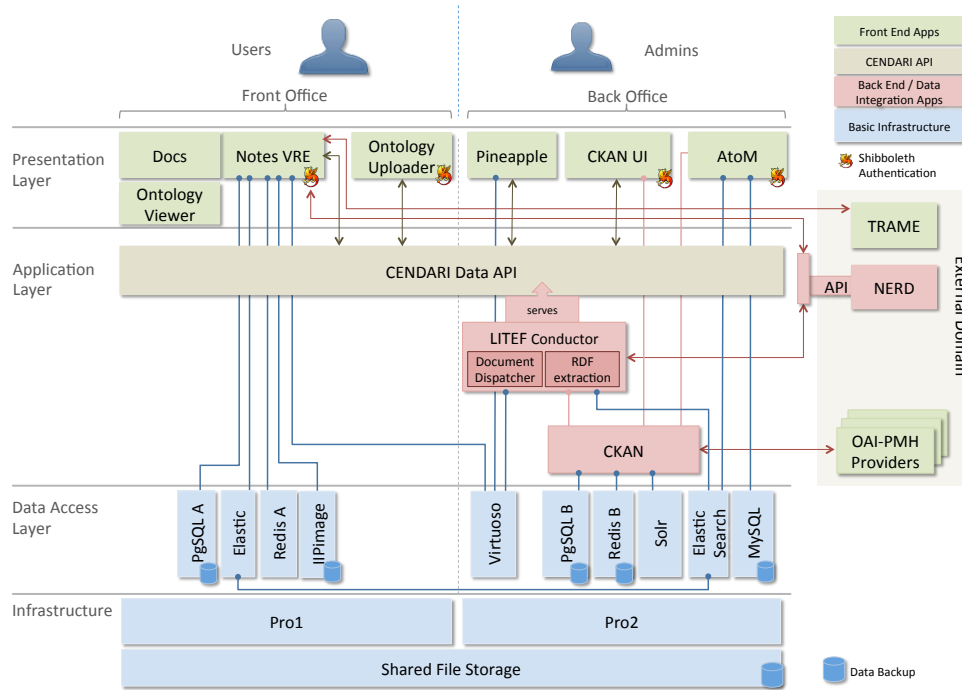 Users
Admins
Front Office
Back Office
Front End Apps
CENDARI API
Back End / Data
Integration Apps
Basic Infrastructure
Shibboleth
Authentication
Presentation
Layer
Docs
Notes VRE
Ontology
Uploader
Pineapple
CKAN UI
AtoM
Ontology
Viewer
TRAME
Application
Layer
CENDARI Data API
API
NERD
External Domain
serves
LITEF Conductor
Document
Dispatcher
RDF
extraction
CKAN
OAI-PMH
Providers
Data Access
Layer
PgSQL A
Elastic
Redis A
IIPimage
Virtuoso
PgSQL B
Redis B
Solr
Elastic
Search
MySQL
Infrastructure
Pro1
Pro2
Shared File Storage
Data Backup